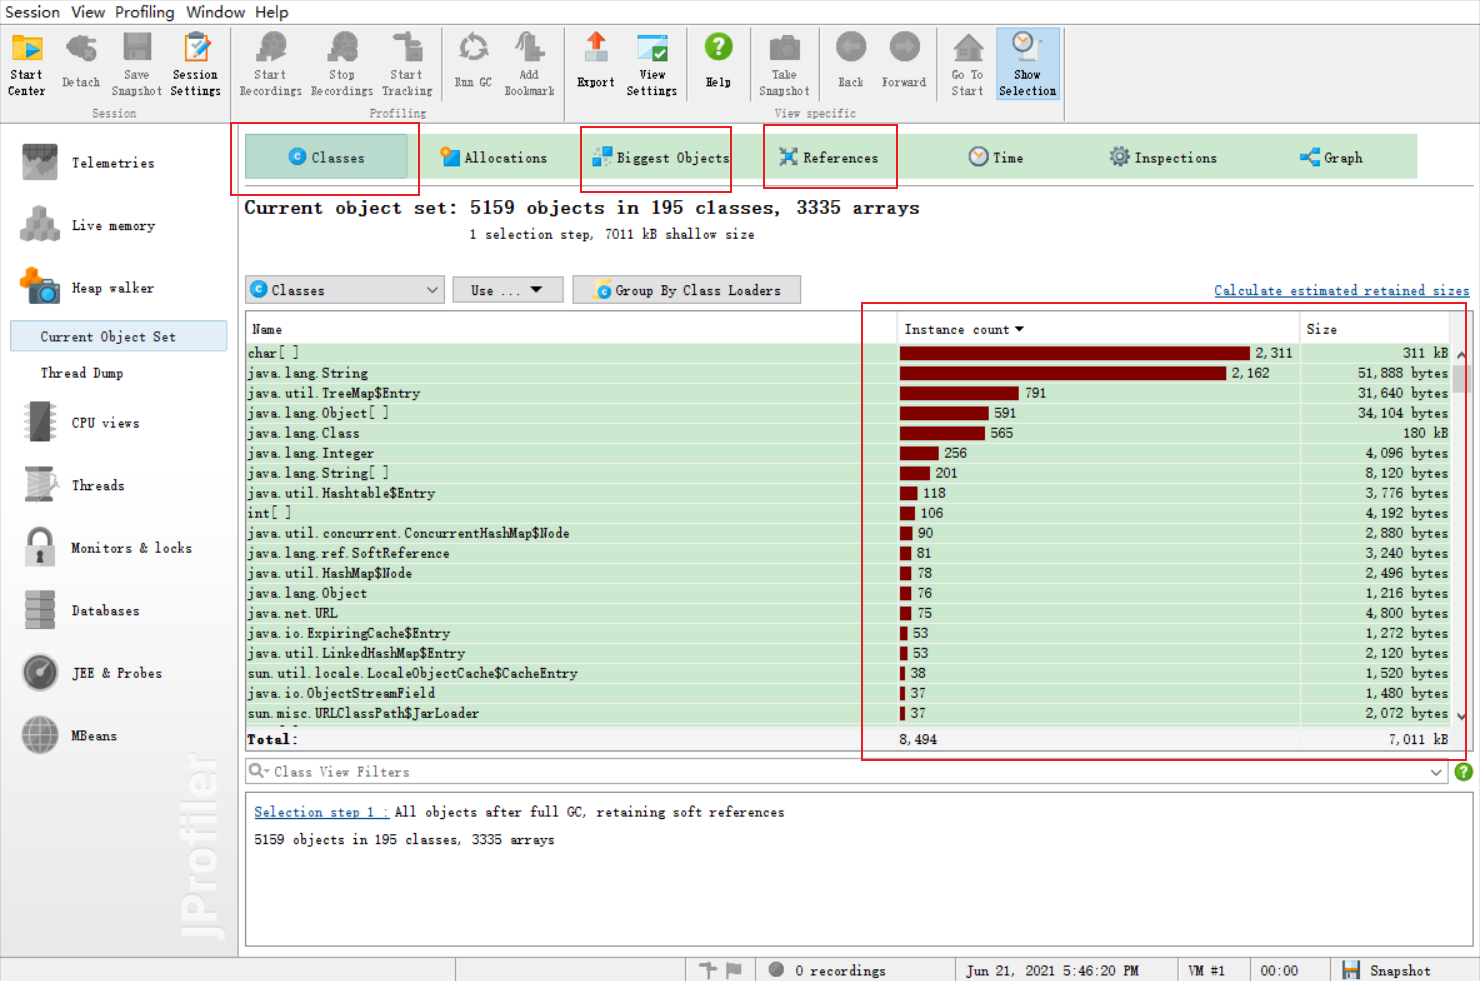 Session View Profiling Window Help
Start Center
Detach
Save Snapshot
Session Settings
Start Recordings
Stop Recordings
Start Tracking
Run GC
Add Bookmark
Export
View Settings
Help
Take Snapshot
Back
Forward
Go To Start
Show Selection
Session
Profiling
View specific
Telemetries
Live memory
Heap walker
Current Object Set
Thread Dump
CPU views
Threads
Monitors & locks
Databases
JEE & Probes
MBeans
JProfiler
Classes Allocations Biggest Objects References Time Inspections Graph
Current object set: 5159 objects in 195 classes, 3335 arrays
1 selection step, 7011 kB shallow size
Classes Use ... Group By Class Loaders Calculate estimated retained sizes
Name Instance count Size
char[ ] 2,311 311 kB
java.lang.String 2,162 51,888 bytes
java.util.TreeMap$Entry 791 31,640 bytes
java.lang.Object[ ] 591 34,104 bytes
java.lang.Class 565 180 kB
java.lang.Integer 256 4,096 bytes
java.lang.String[ ] 201 8,120 bytes
java.util.Hashtable$Entry 118 3,776 bytes
int[ ] 106 4,192 bytes
java.util.concurrent.ConcurrentHashMap$Node 90 2,880 bytes
java.lang.ref.SoftReference 81 3,240 bytes
java.util.HashMap$Node 78 2,496 bytes
java.lang.Object 76 1,216 bytes
java.net.URL 75 4,800 bytes
java.io.ExpiringCache$Entry 53 1,272 bytes
java.util.LinkedHashMap$Entry 53 2,120 bytes
sun.util.locale.LocaleObjectCache$CacheEntry 38 1,520 bytes
java.io.ObjectStreamField 37 1,480 bytes
sun.misc.URLClassPath$JarLoader 37 2,072 bytes
Total: 8,494 7,011 kB
Class View Filters
Selection step 1 : All objects after full GC, retaining soft references
5159 objects in 195 classes, 3335 arrays
0 recordings Jun 21, 2021 5:46:20 PM VM #1 00:00 Snapshot